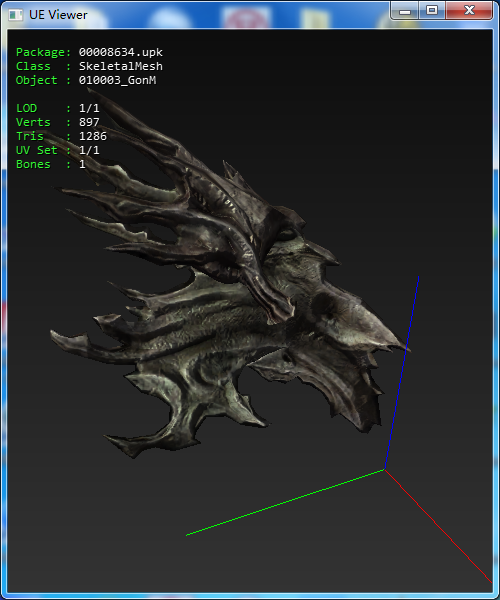 UE Viewer
Package: 00008634.upk
Class : SkeletalMesh
Object : 010003_GonM
LOD : 1/1
Verts : 897
Tris : 1286
UV Set : 1/1
Bones : 1